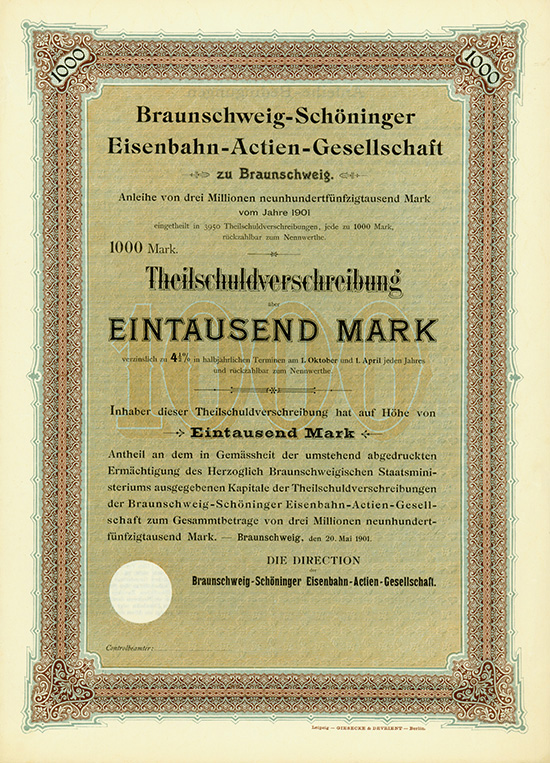 1000
1000
Braunschweig-Schöninger
Eisenbahn-Actien-Gesellschaft
zu Braunschweig.
Anleihe von drei Millionen neunhundertfünfzigtausend Mark
vom Jahre 1901
eingetheilt in 3950 Theilschuldverschreibungen, jede zu 1000 Mark,
rückzahlbar zum Nennwerthe.
1000 Mark.
Theilschuldverschreibung
über
EINTAUSEND MARK
verzinslich zu 4½% in halbjährlichen Terminen am 1. Oktober und 1. April jeden Jahres
und rückzahlbar zum Nennwerthe.
1000
Inhaber dieser Theilschuldverschreibung hat auf Höhe von
Eintausend Mark
Antheil an dem in Gemässheit der umstehend abgedruckten
Ermächtigung des Herzoglich Braunschweigischen Staatsmini-
steriums ausgegebenen Kapitale der Theilschuldverschreibungen
der Braunschweig-Schöninger Eisenbahn-Actien-Gesell-
schaft zum Gesammtbetrage von drei Millionen neunhundert-
fünfzigtausend Mark. — Braunschweig, den 20. Mai 1901.
DIE DIRECTION
der
Braunschweig-Schöninger Eisenbahn-Actien-Gesellschaft.
Controlbeamter:
1000
1000
Leipzig — GIESECKE & DEVRIENT — Berlin.